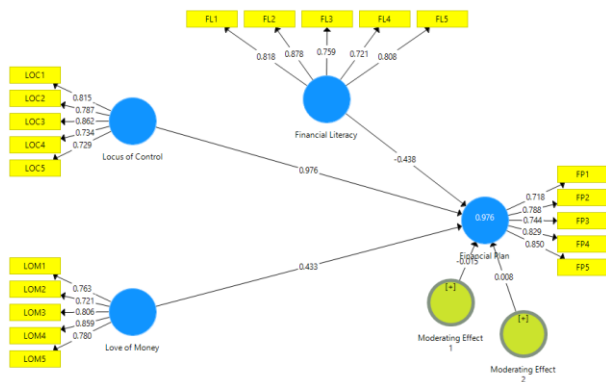 FL1
FL2
FL3
FL4
FL5
0.818
0.878
0.759
0.721
0.808
Financial Literacy
LOC1
LOC2
LOC3
LOC4
LOC5
0.815
0.787
0.862
0.734
0.729
Locus of Control
0.976
-0.438
0.976
Financial Plan
0.718
0.788
0.744
0.829
0.850
FP1
FP2
FP3
FP4
FP5
LOM1
LOM2
LOM3
LOM4
LOM5
0.763
0.721
0.806
0.859
0.780
Love of Money
0.433
-0.015
0.008
[+]
Moderating Effect
1
[+]
Moderating Effect
2